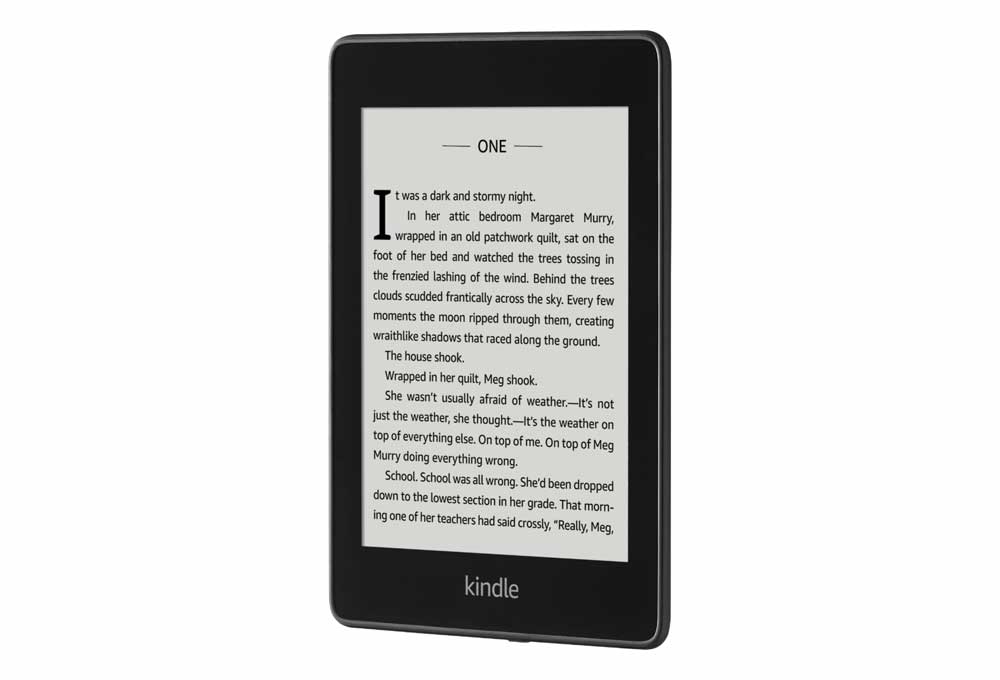 ONE
It was a dark and stormy night.
In her attic bedroom Margaret Murry,
wrapped in an old patchwork quilt, sat on the
foot of her bed and watched the trees tossing in
the frenzied lashing of the wind. Behind the trees
clouds scudded frantically across the sky. Every few
moments the moon ripped through them, creating
wraithlike shadows that raced along the ground.
The house shook.
Wrapped in her quilt, Meg shook.
She wasn't usually afraid of weather.—It's not
just the weather, she thought.—It's the weather on
top of everything else. On top of me. On top of Meg
Murry doing everything wrong.
School. School was all wrong. She'd been dropped
down to the lowest section in her grade. That morn-
ing one of her teachers had said crossly, “Really, Meg,
kindle